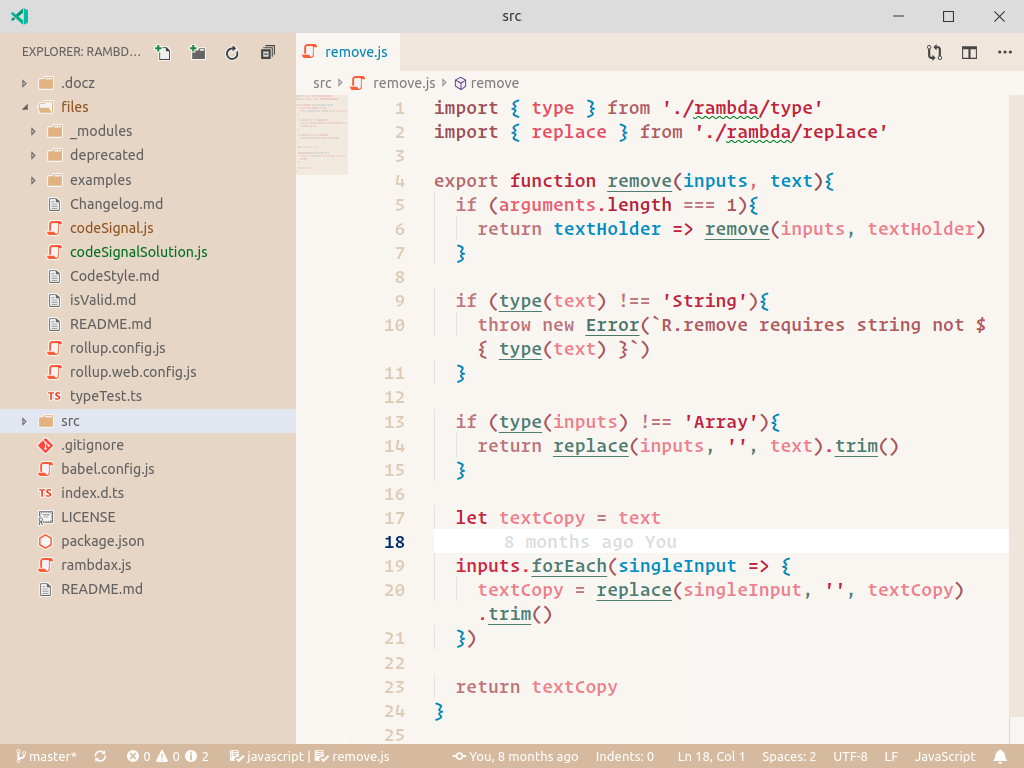 src
EXPLORER: RAMBD...
.docz
files
_modules
deprecated
examples
Changelog.md
codeSignal.js
codeSignalSolution.js
CodeStyle.md
isValid.md
README.md
rollup.config.js
rollup.web.config.js
TS typeTest.ts
src
.gitignore
babel.config.js
TS index.d.ts
LICENSE
package.json
rambdax.js
README.md
remove.js
src remove.js remove
1 import { type } from './rambda/type'
2 import { replace } from './rambda/replace'
3
4 export function remove(inputs, text){
5 if (arguments.length === 1){
6 return textHolder => remove(inputs, textHolder)
7 }
8
9 if (type(text) !== 'String'){
10 throw new Error(`R.remove requires string not $
{ type(text) }`)
11 }
12
13 if (type(inputs) !== 'Array'){
14 return replace(inputs, '', text).trim()
15 }
16
17 let textCopy = text
18 8 months ago You
19 inputs.forEach(singleInput => {
20 textCopy = replace(singleInput, '', textCopy)
.trim()
21 })
22
23 return textCopy
24 }
25
master* 0 0 2 javascript | remove.js You, 8 months ago Indents: 0 Ln 18, Col 1 Spaces: 2 UTF-8 LF JavaScript